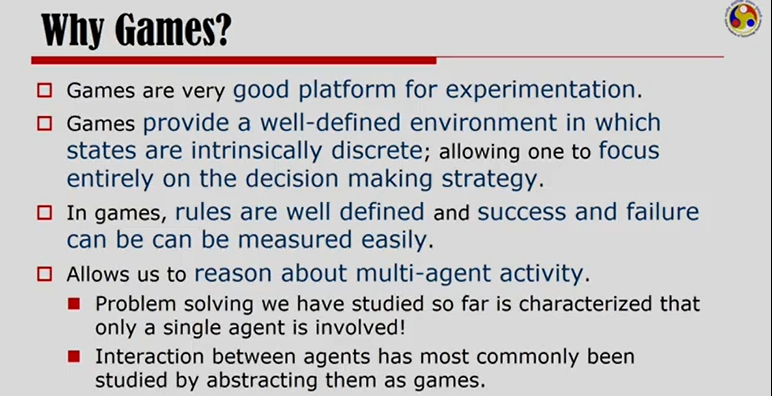 Why Games?
Games are very good platform for experimentation.
Games provide a well-defined environment in which
states are intrinsically discrete; allowing one to focus
entirely on the decision making strategy.
In games, rules are well defined and success and failure
can be can be measured easily.
Allows us to reason about multi-agent activity.
Problem solving we have studied so far is characterized that
only a single agent is involved!
Interaction between agents has most commonly been
studied by abstracting them as games.